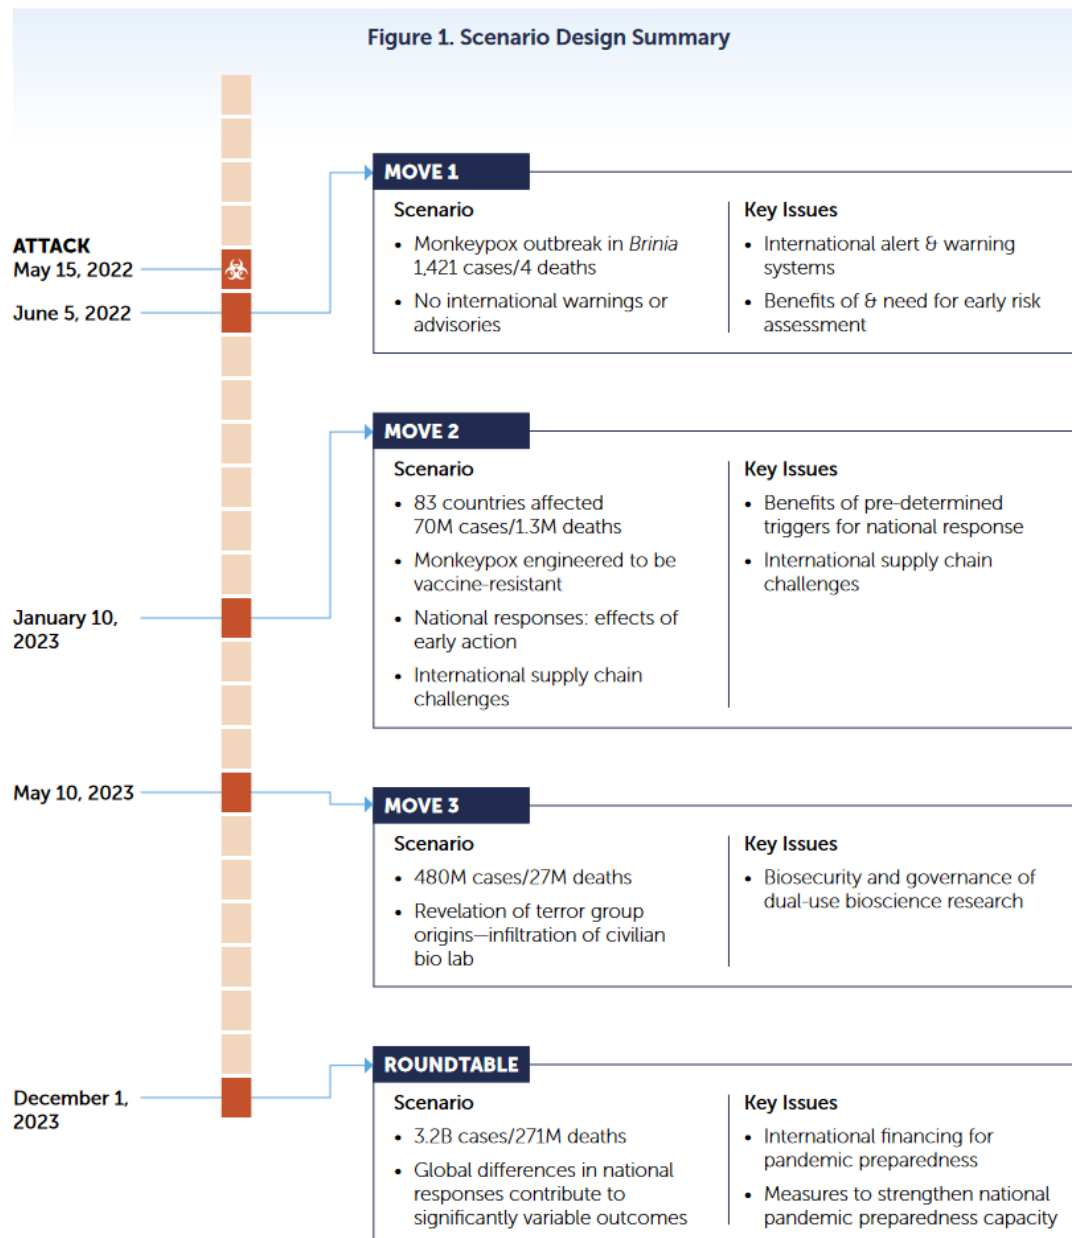 Figure 1. Scenario Design Summary
ATTACK
May 15, 2022
June 5, 2022
MOVE 1
Scenario
• Monkeypox outbreak in Brinia
1,421 cases/4 deaths
• No international warnings or
advisories
Key Issues
• International alert & warning
systems
• Benefits of & need for early risk
assessment
January 10,
2023
MOVE 2
Scenario
• 83 countries affected
70M cases/1.3M deaths
• Monkeypox engineered to be
vaccine-resistant
• National responses: effects of
early action
• International supply chain
challenges
Key Issues
• Benefits of pre-determined
triggers for national response
• International supply chain
challenges
May 10, 2023
MOVE 3
Scenario
• 480M cases/27M deaths
• Revelation of terror group
origins—infiltration of civilian
bio lab
Key Issues
• Biosecurity and governance of
dual-use bioscience research
December 1,
2023
ROUNDTABLE
Scenario
• 3.2B cases/271M deaths
• Global differences in national
responses contribute to
significantly variable outcomes
Key Issues
• International financing for
pandemic preparedness
• Measures to strengthen national
pandemic preparedness capacity